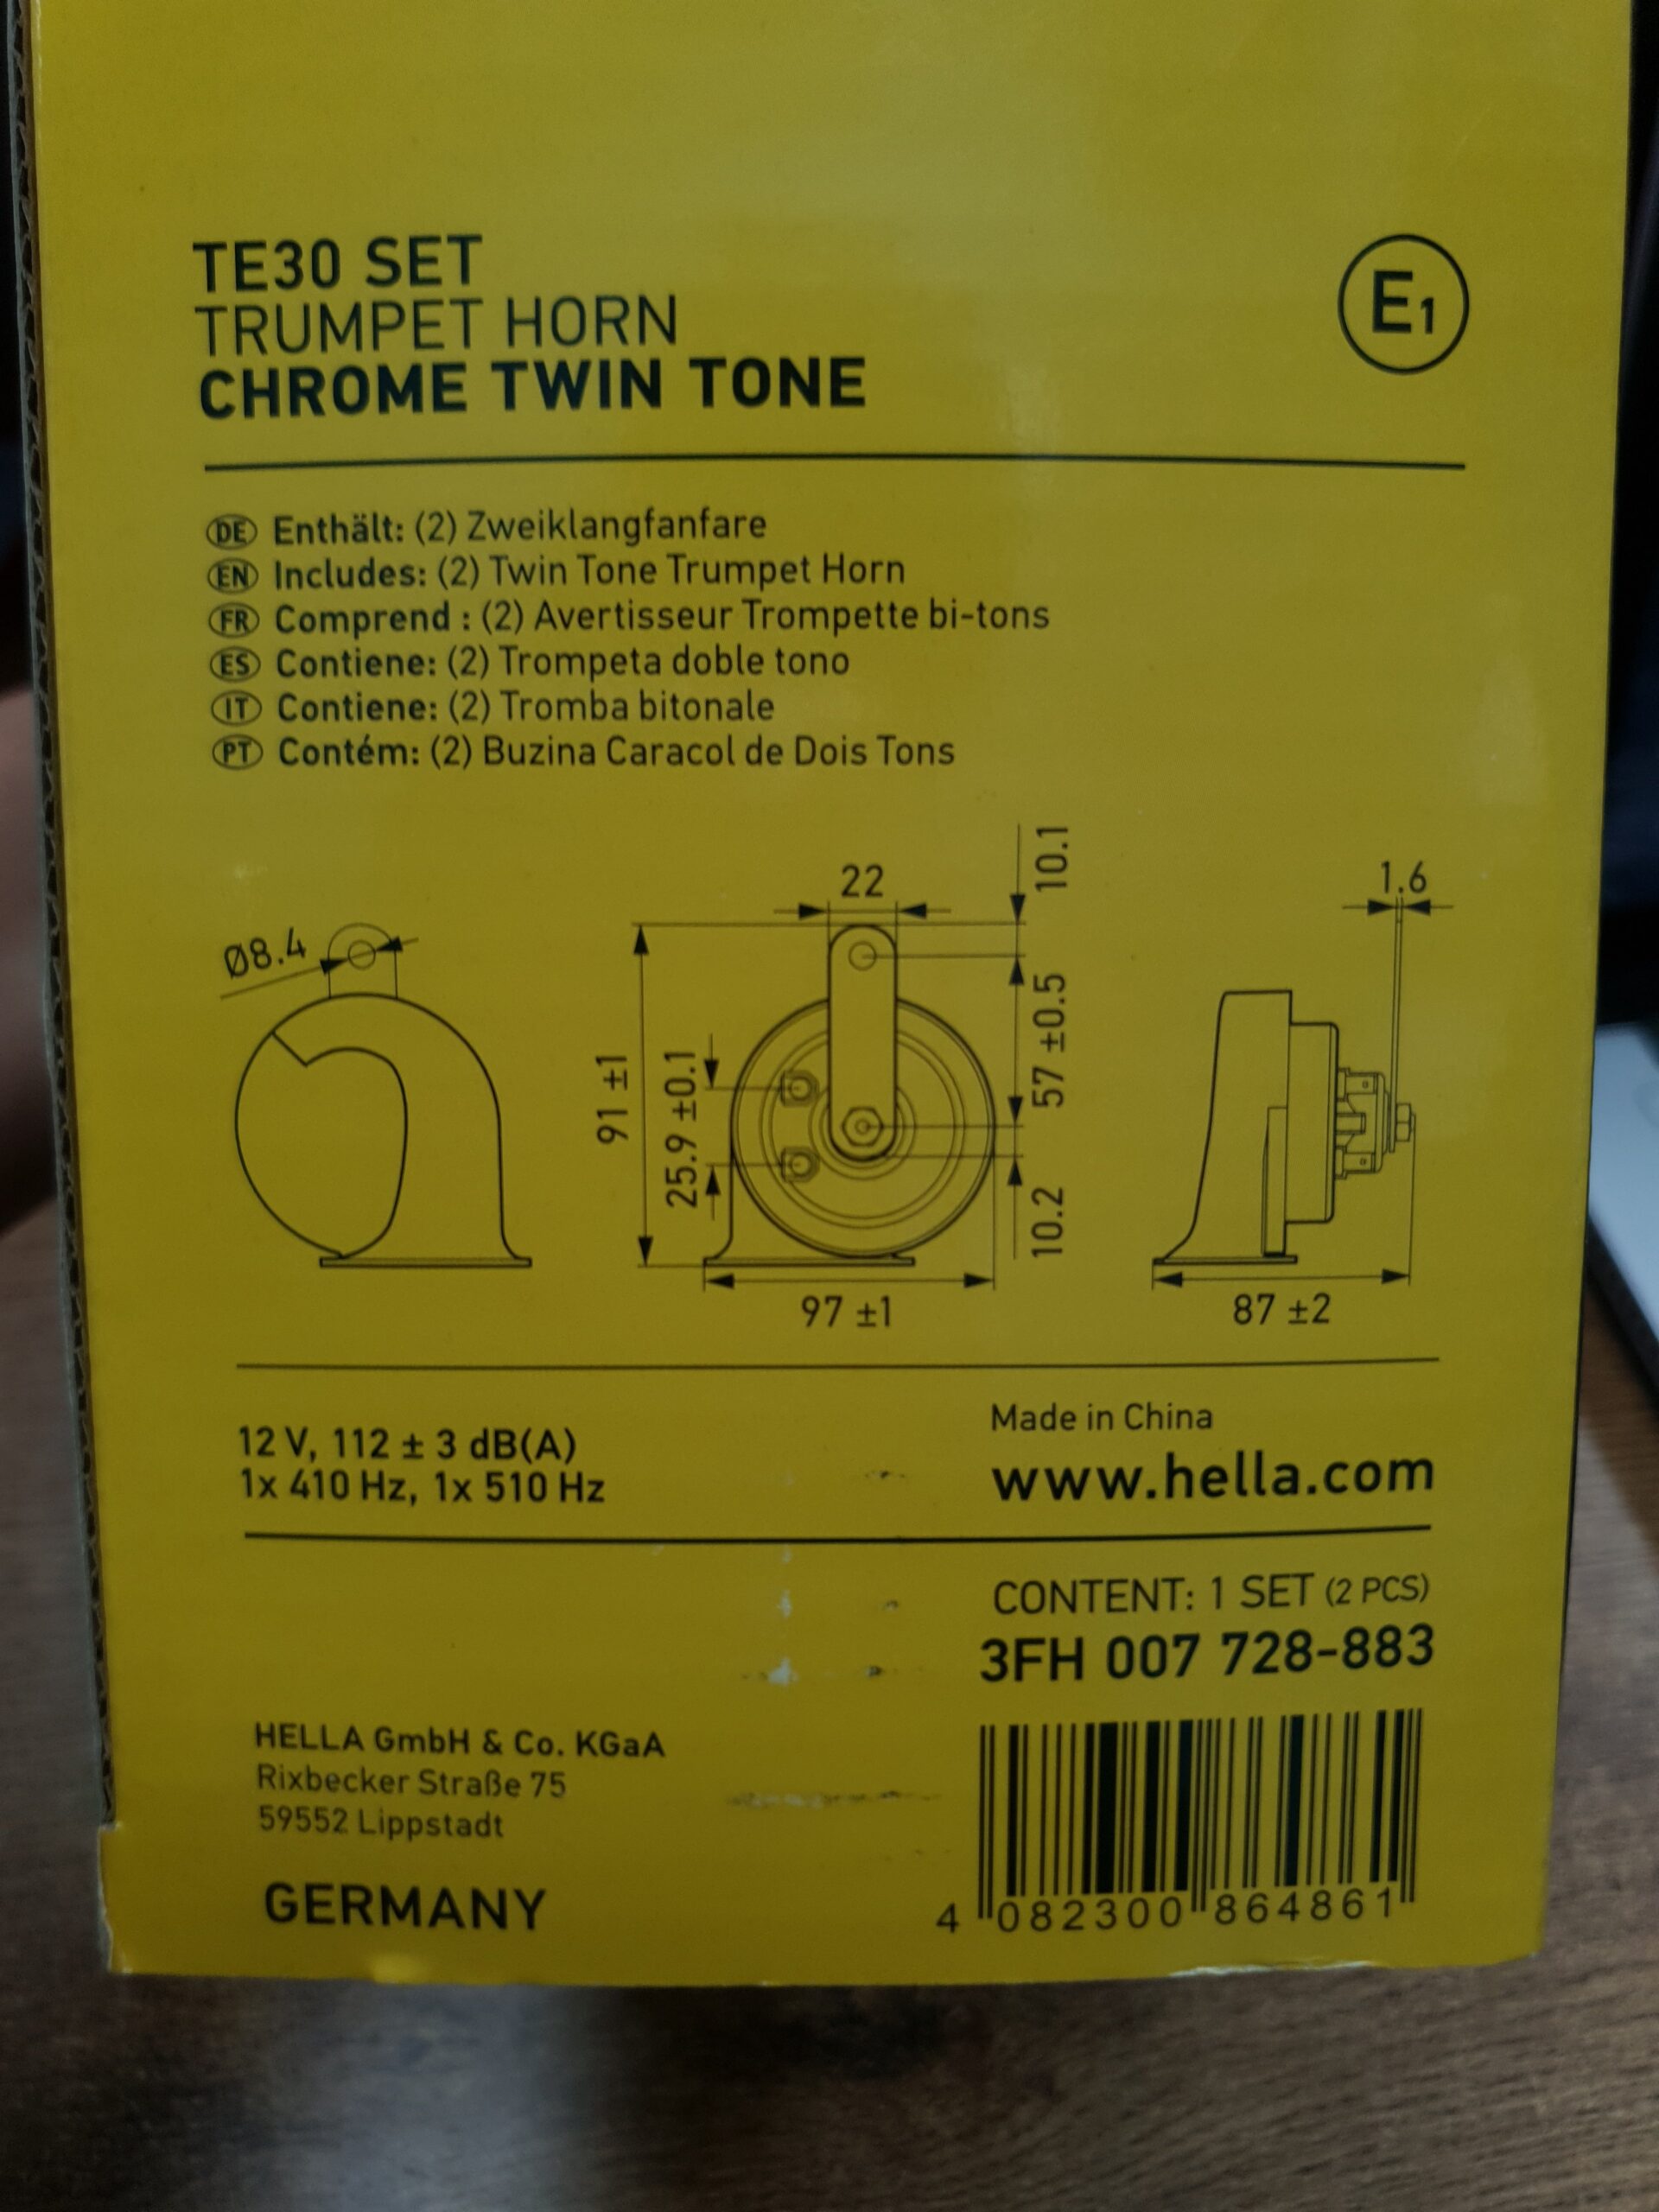 TE30 SET
TRUMPET HORN
CHROME TWIN TONE
E1
DE Enthält: (2) Zweiklangfanfare
EN Includes: (2) Twin Tone Trumpet Horn
FR Comprend : (2) Avertisseur Trompette bi-tons
ES Contiene: (2) Trompeta doble tono
IT Contiene: (2) Tromba bitonale
PT Contém: (2) Buzina Caracol de Dois Tons
Ø8.4
22
10.1
91 ±1
25.9 ±0.1
57 ±0.5
10.2
97 ±1
1.6
87 ±2
12 V, 112 ± 3 dB(A)
1x 410 Hz, 1x 510 Hz
Made in China
www.hella.com
CONTENT: 1 SET (2 PCS)
3FH 007 728-883
HELLA GmbH & Co. KGaA
Rixbecker Straße 75
59552 Lippstadt
GERMANY
4 082300 864861